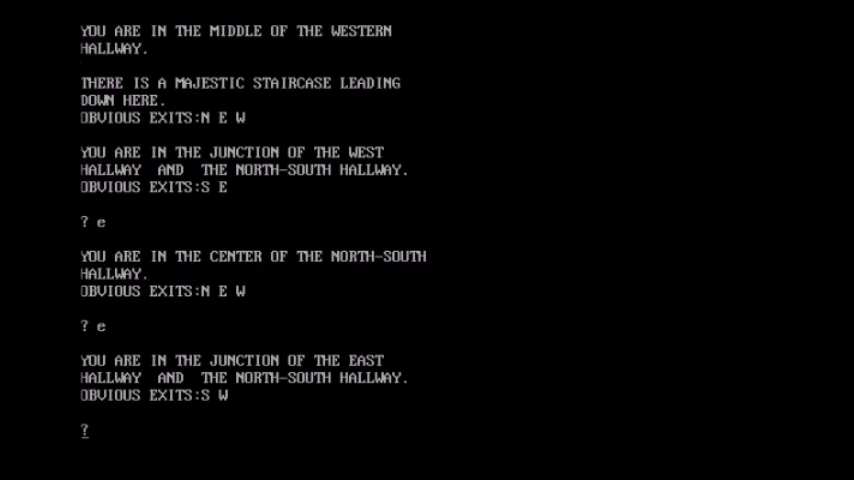 YOU ARE IN THE MIDDLE OF THE WESTERN
HALLWAY.
THERE IS A MAJESTIC STAIRCASE LEADING
DOWN HERE.
OBVIOUS EXITS:N E W
YOU ARE IN THE JUNCTION OF THE WEST
HALLWAY  AND  THE NORTH-SOUTH HALLWAY.
OBVIOUS EXITS:S E
? e
YOU ARE IN THE CENTER OF THE NORTH-SOUTH
HALLWAY.
OBVIOUS EXITS:N E W
? e
YOU ARE IN THE JUNCTION OF THE EAST
HALLWAY  AND  THE NORTH-SOUTH HALLWAY.
OBVIOUS EXITS:S W
?